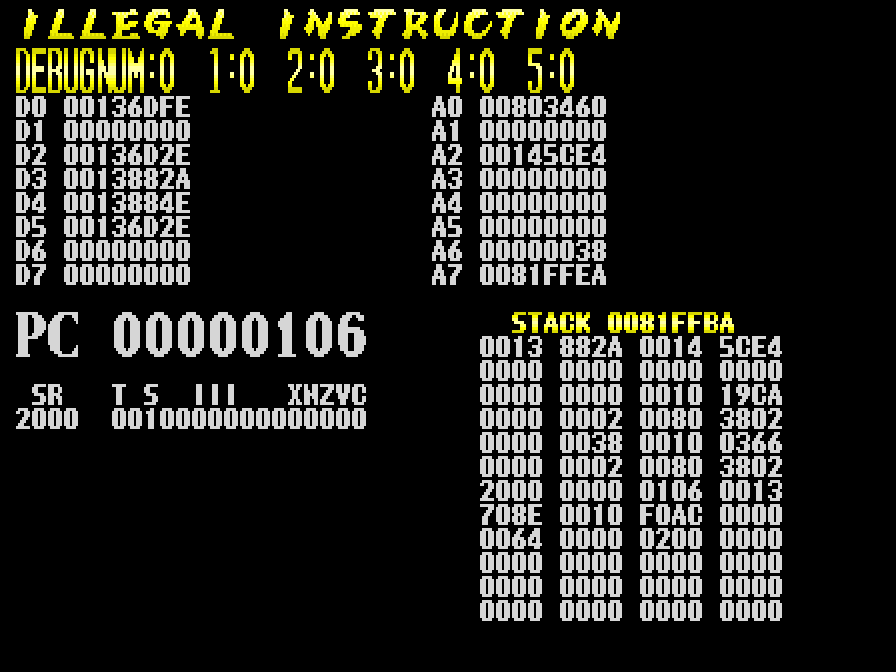 ILLEGAL INSTRUCTION
DEBUGNUM:0 1:0 2:0 3:0 4:0 5:0
D0 00136DFE A0 00803460
D1 00000000 A1 00000000
D2 00136D2E A2 00145CE4
D3 0013882A A3 00000000
D4 0013884E A4 00000000
D5 00136D2E A5 00000000
D6 00000000 A6 00000038
D7 00000000 A7 0081FFEA
PC 00000106
STACK 0081FFBA
0013 882A 0014 5CE4
0000 0000 0000 0000
SR T S III XNZVC
0000 0000 0010 19CA
2000 0010000000000000
0000 0002 0080 3802
0000 0038 0010 0366
0000 0002 0080 3802
2000 0000 0106 0013
708E 0010 F0AC 0000
0064 0000 0200 0000
0000 0000 0000 0000
0000 0000 0000 0000
0000 0000 0000 0000